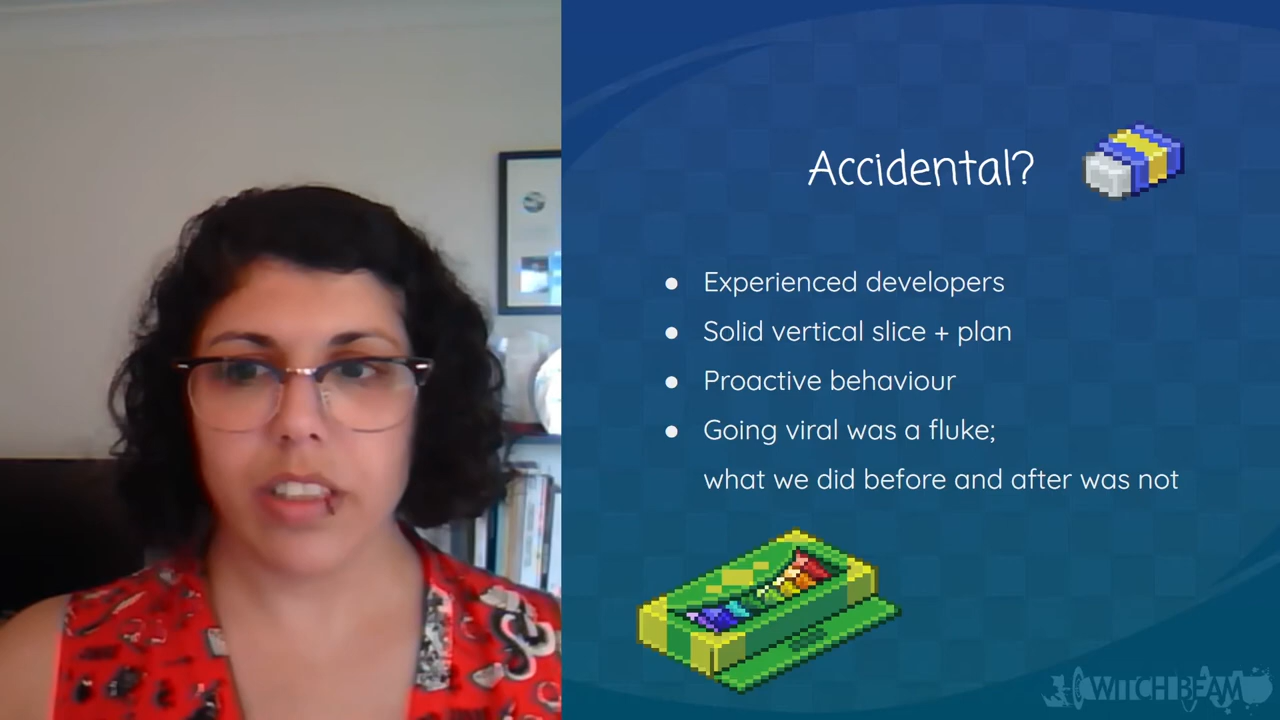 Accidental?
● Experienced developers
● Solid vertical slice + plan
● Proactive behaviour
● Going viral was a fluke;
what we did before and after was not
WITCH BEAM